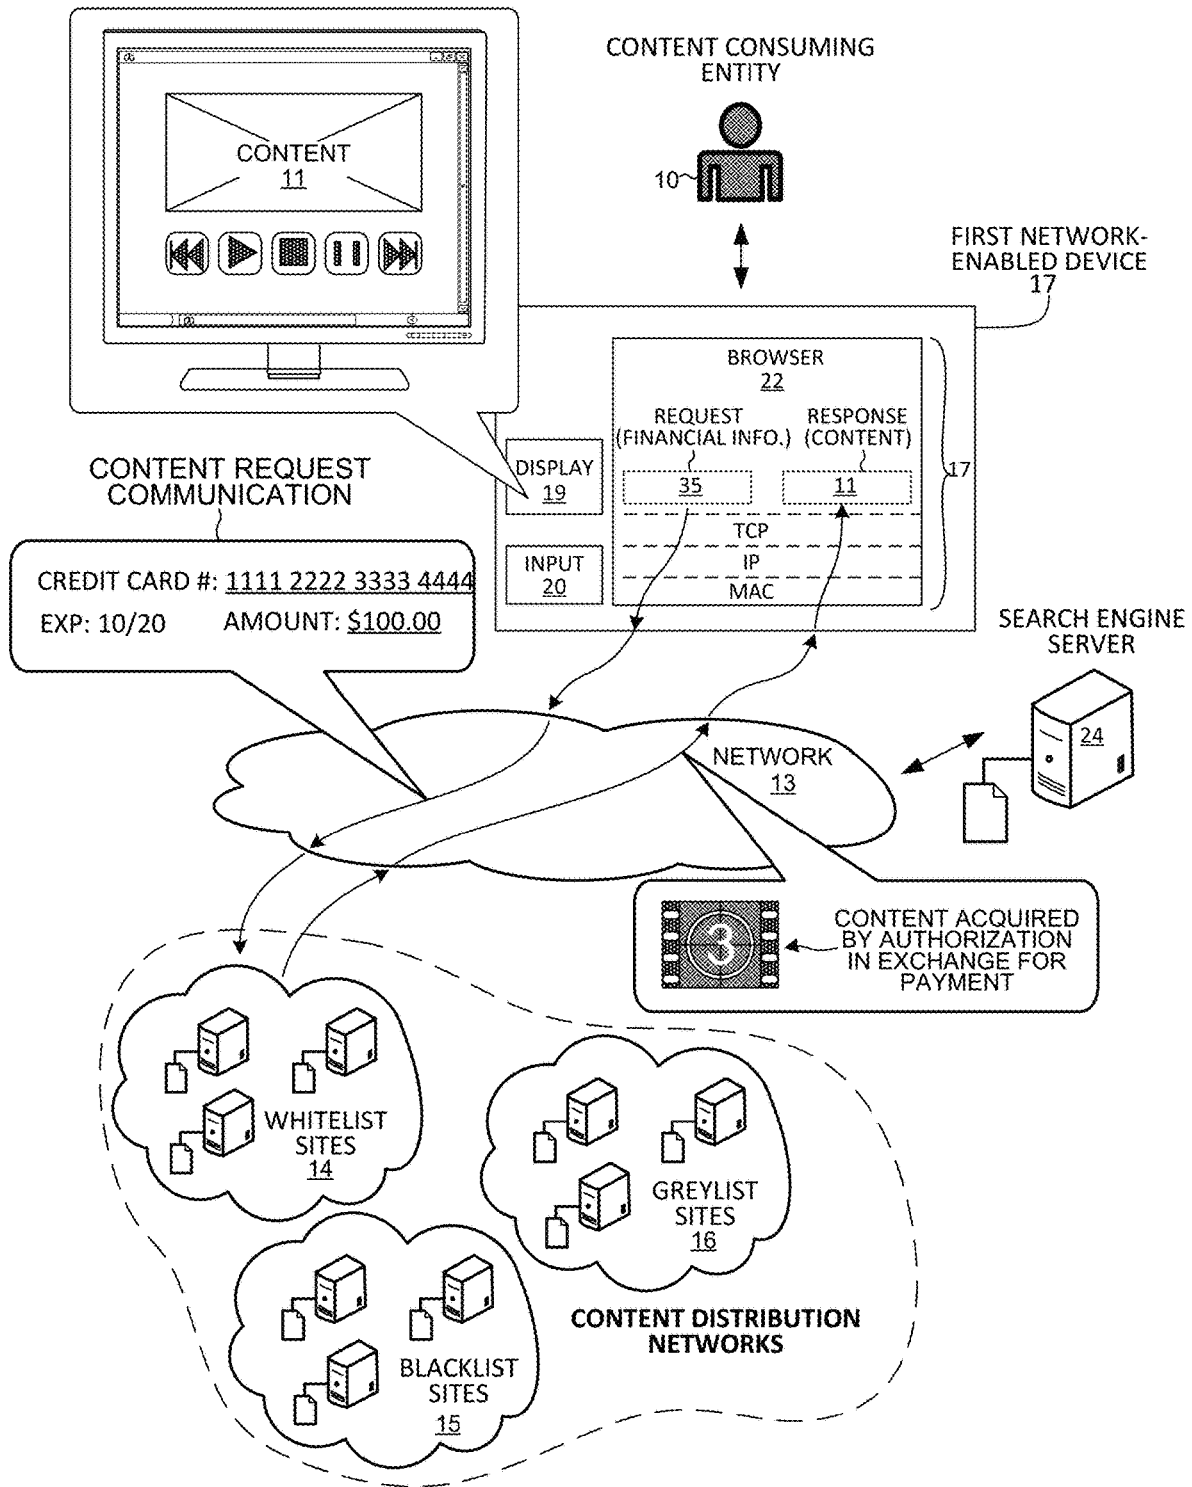 CONTENT
11
CONTENT CONSUMING
ENTITY
10
FIRST NETWORK-
ENABLED DEVICE
17
BROWSER
22
REQUEST
(FINANCIAL INFO.)
RESPONSE
(CONTENT)
35
11
17
TCP
IP
MAC
DISPLAY
19
INPUT
20
CONTENT REQUEST
COMMUNICATION
CREDIT CARD #: 1111 2222 3333 4444
EXP: 10/20 AMOUNT: $100.00
SEARCH ENGINE
SERVER
24
NETWORK
13
3
CONTENT ACQUIRED
BY AUTHORIZATION
IN EXCHANGE FOR
PAYMENT
WHITELIST
SITES
14
GREYLIST
SITES
16
BLACKLIST
SITES
15
CONTENT DISTRIBUTION
NETWORKS